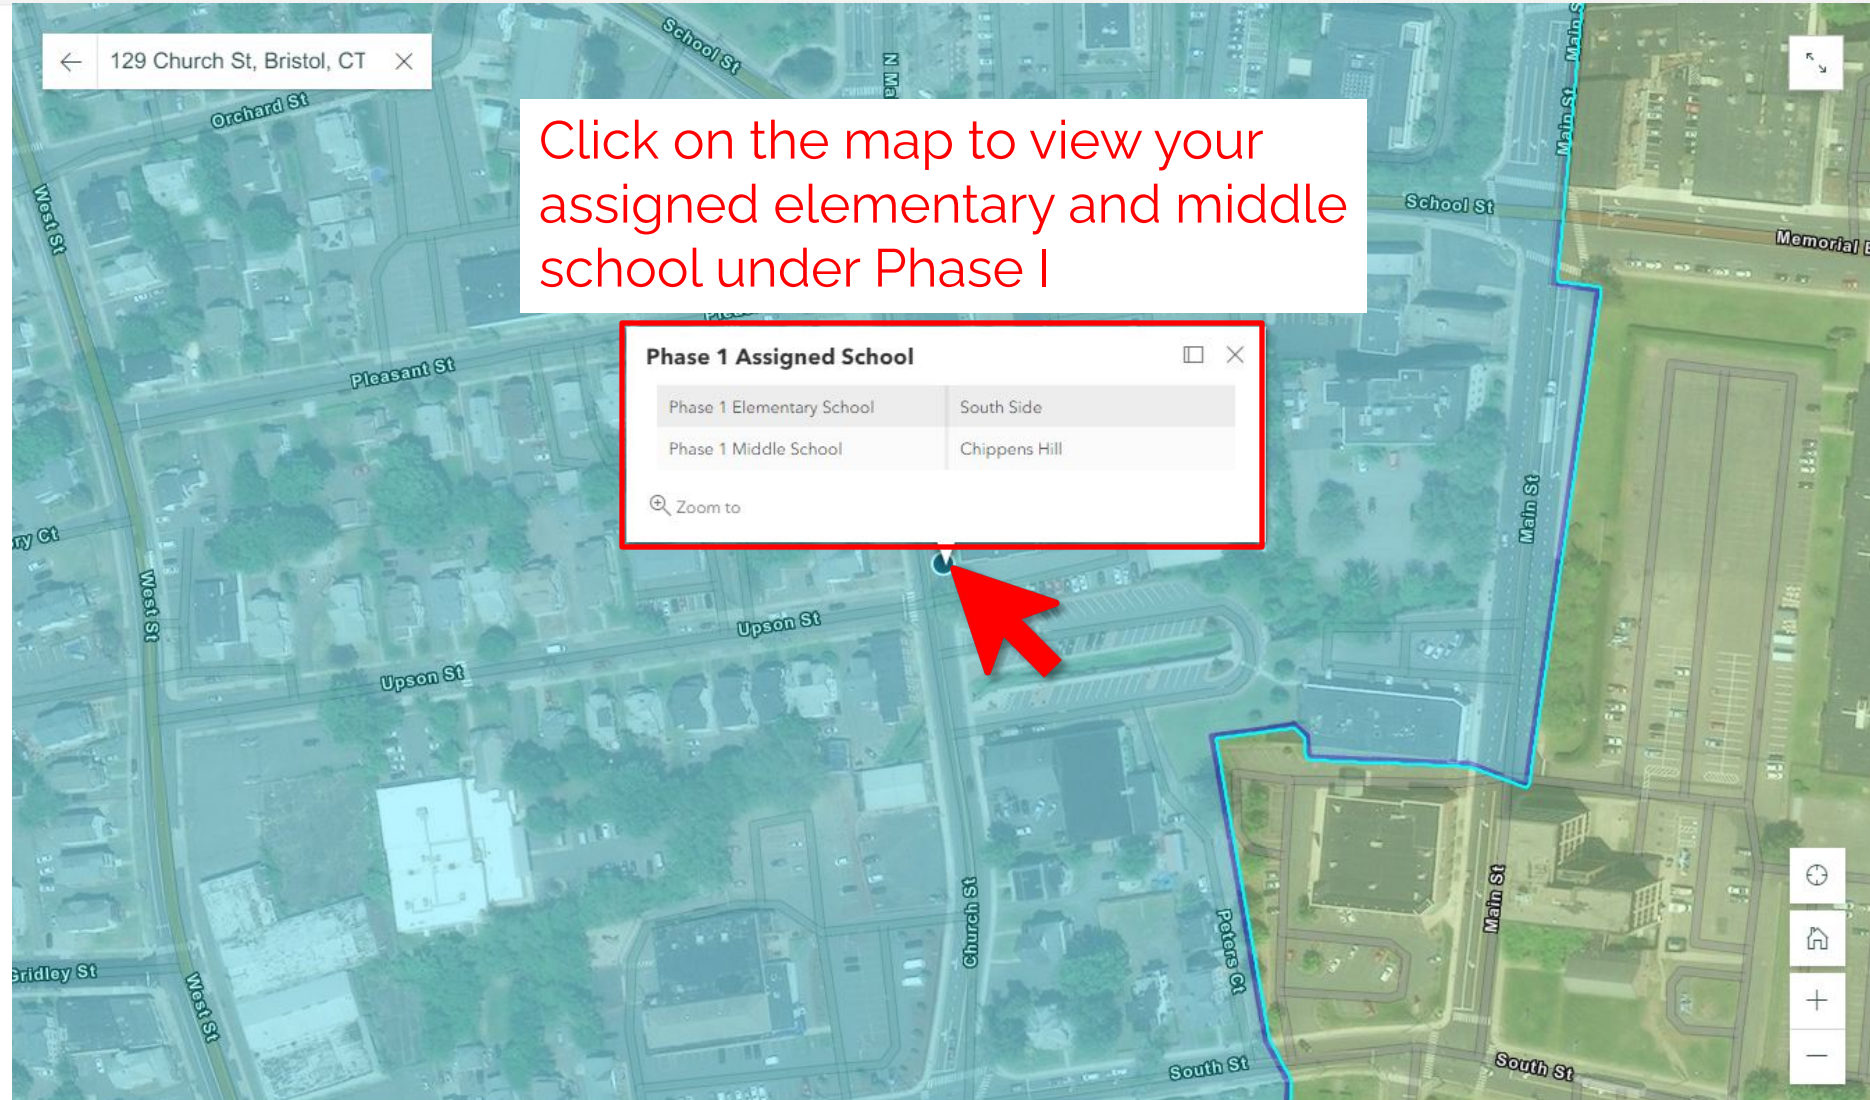 129 Church St, Bristol, CT
Click on the map to view your
assigned elementary and middle
school under Phase I
Phase 1 Assigned School
Phase 1 Elementary School South Side
Phase 1 Middle School Chippens Hill
Zoom to
School St
Orchard St
Main St
Main St
School St
West St
Pleasant St
Main St
West St
Upson St
Upson St
Main St
Church St
Peters Ct
Gridley St
West St
South St
South St